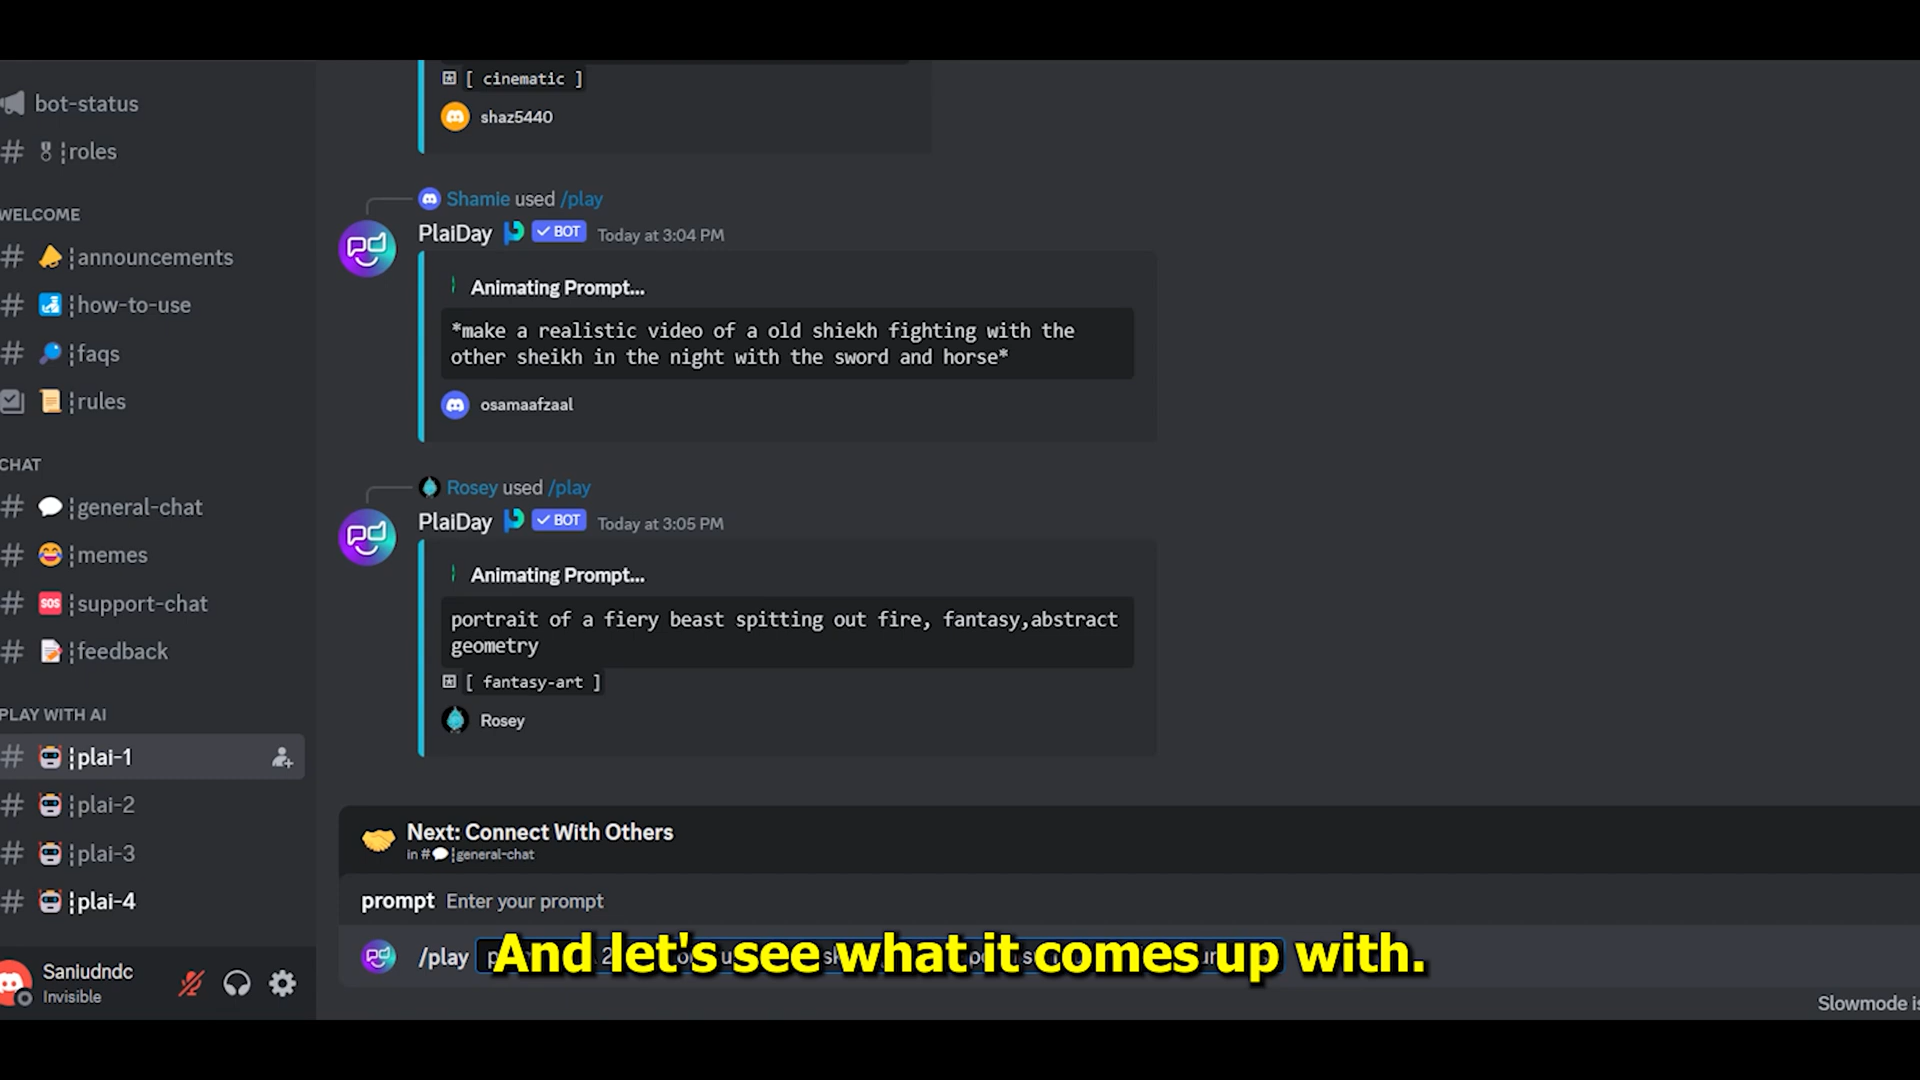 bot-status
roles
WELCOME
announcements
how-to-use
faqs
rules
CHAT
general-chat
memes
SOS support-chat
feedback
PLAY WITH AI
plai-1
plai-2
plai-3
plai-4
Saniudndc
Invisible
[ cinematic ]
shaz5440
Shamie used /play
PlaiDay BOT Today at 3:04 PM
Animating Prompt...
*make a realistic video of a old shiekh fighting with the
other sheikh in the night with the sword and horse*
osamaafzaal
Rosey used /play
PlaiDay BOT Today at 3:05 PM
Animating Prompt...
portrait of a fiery beast spitting out fire, fantasy,abstract
geometry
[ fantasy-art ]
Rosey
Next: Connect With Others
in # general-chat
prompt Enter your prompt
/play
And let's see what it comes up with.
Slowmode